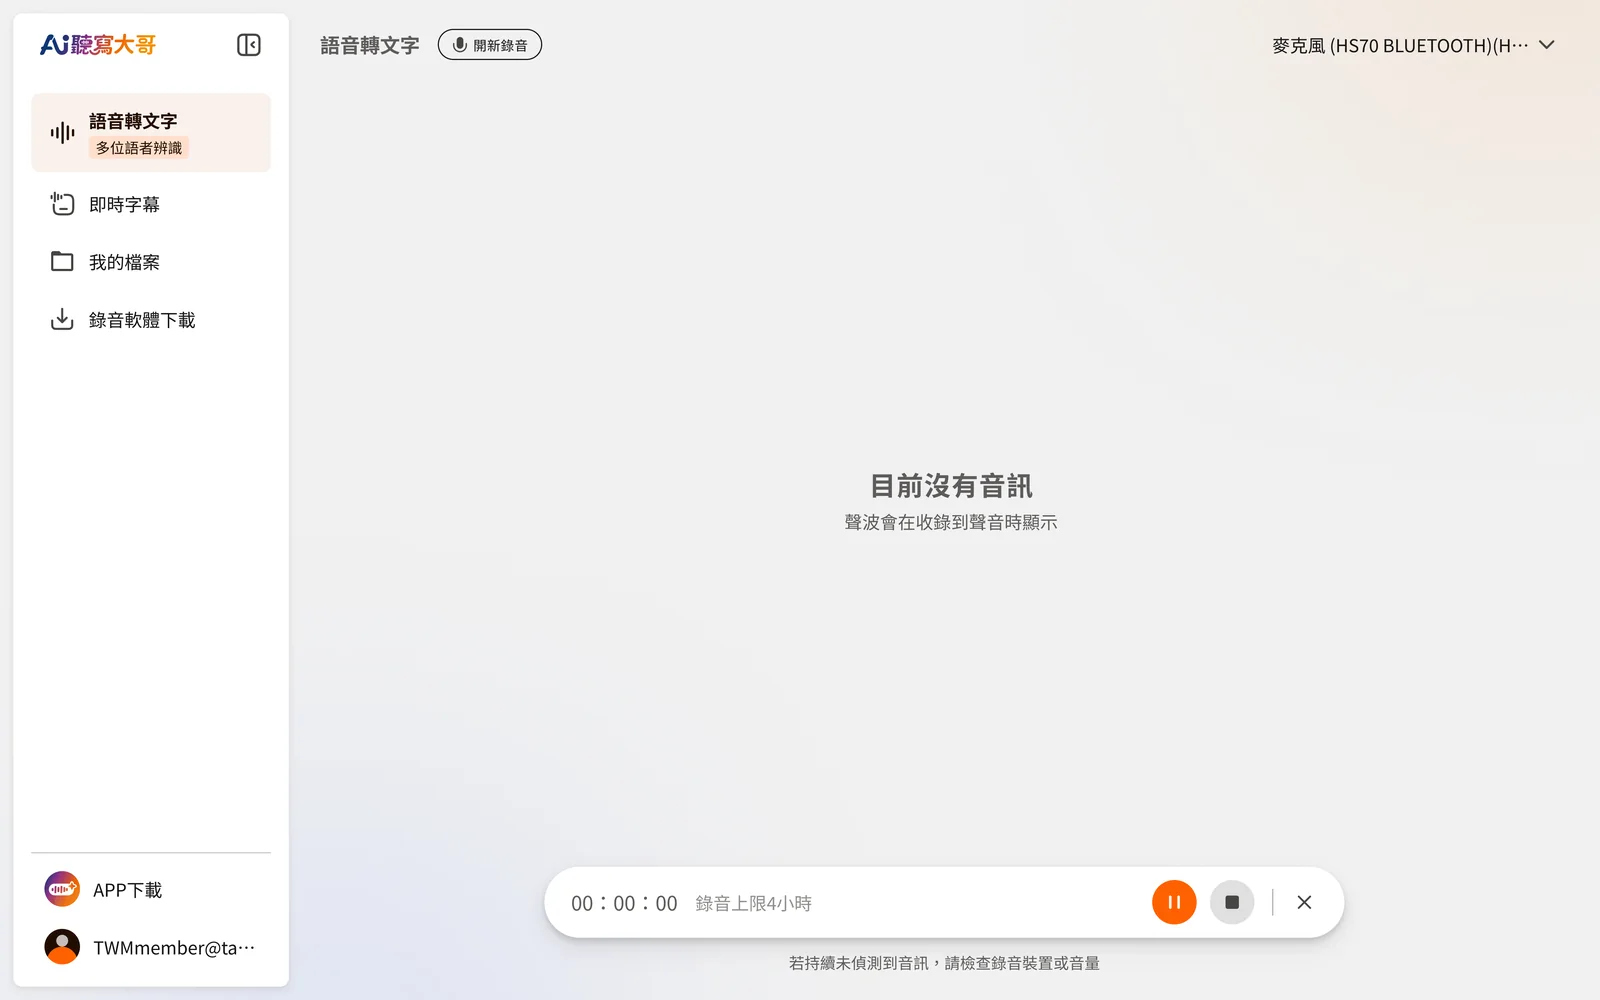 Ai聽寫大哥
語音轉文字
多位語者辨識
即時字幕
我的檔案
錄音軟體下載
APP下載
TWMmember@ta…
語音轉文字
開新錄音
麥克風 (HS70 BLUETOOTH)(H…
目前沒有音訊
聲波會在收錄到聲音時顯示
00：00：00 錄音上限4小時
若持續未偵測到音訊，請檢查錄音裝置或音量